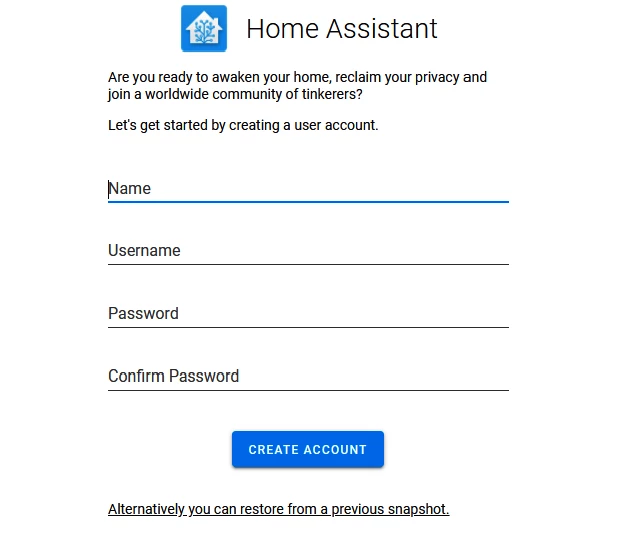 Home Assistant
Are you ready to awaken your home, reclaim your privacy and
join a worldwide community of tinkerers?
Let's get started by creating a user account.
Name
Username
Password
Confirm Password
CREATE ACCOUNT
Alternatively you can restore from a previous snapshot.